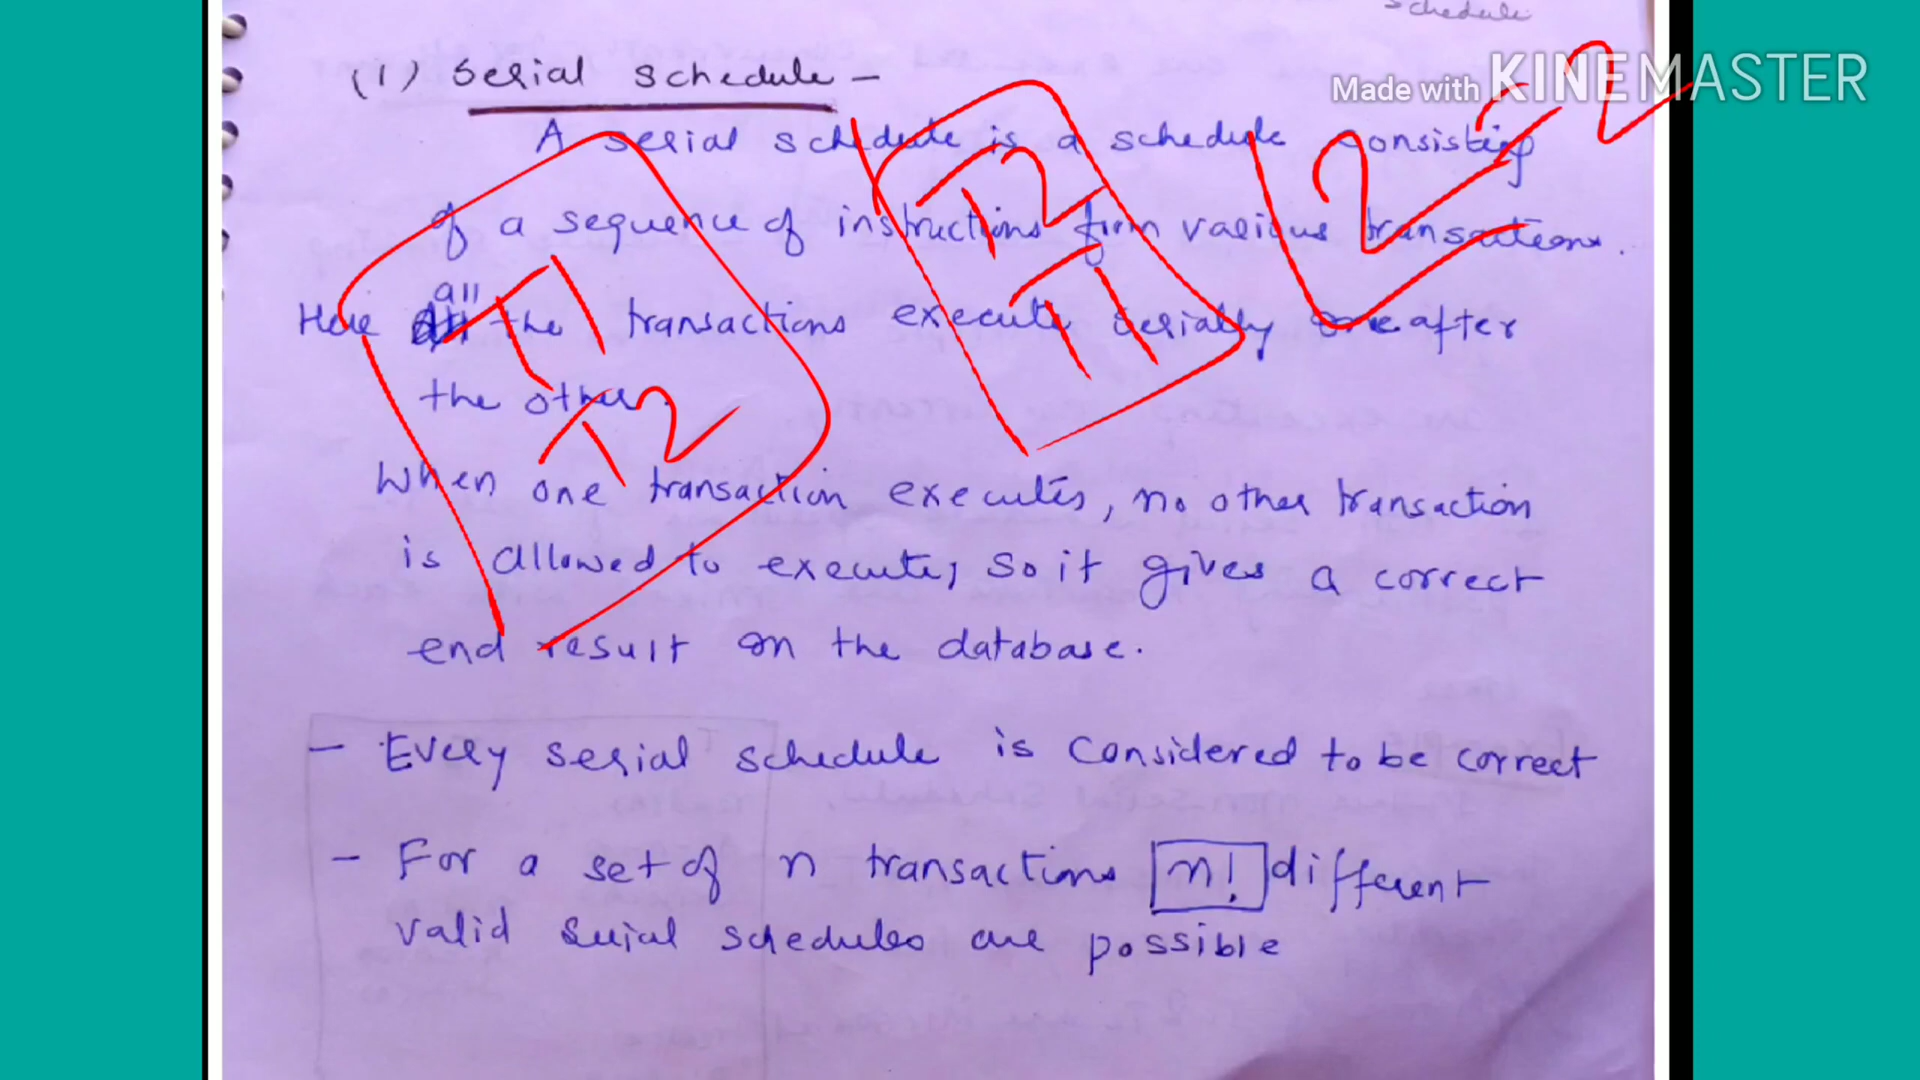 schedule
Made with KINEMASTER
(1) Serial schedule -
A serial schedule is a schedule consisting
of a sequence of instructions from various transactions.
all
Here the transactions execute serially one after
the other.
When one transaction executes, no other transaction
is allowed to execute, so it gives a correct
end result on the database.
- Every serial schedule is considered to be correct
- For a set of n transactions n! different
valid serial schedules are possible
T1
T2
T2
T1
2 = 2